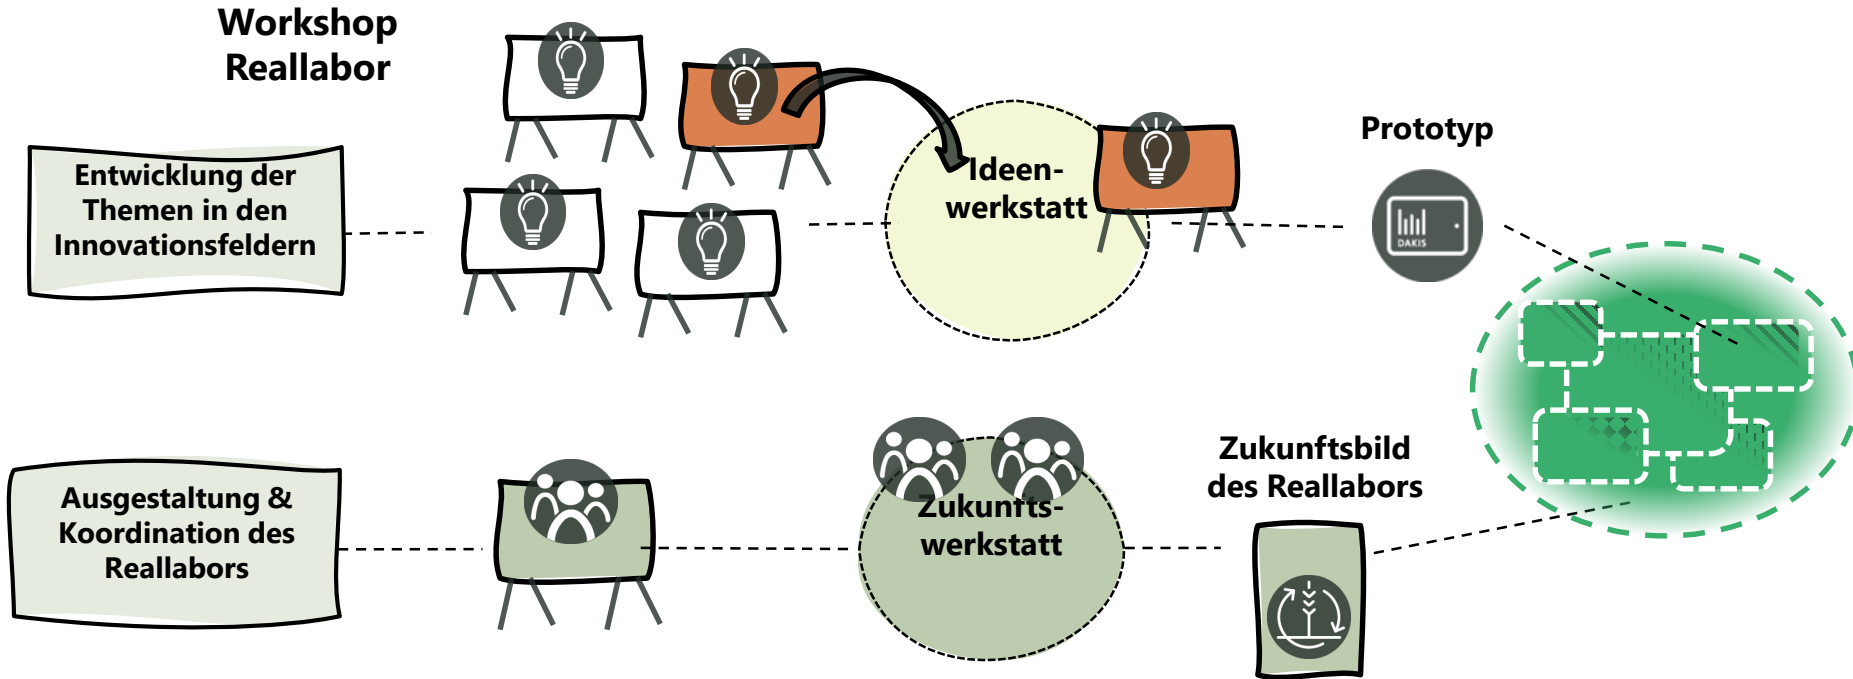 Workshop
Reallabor
Entwicklung der
Themen in den
Innovationsfeldern
Ideen-
werkstatt
Prototyp
DAKIS
Ausgestaltung &
Koordination des
Reallabors
Zukunfts-
werkstatt
Zukunftsbild
des Reallabors